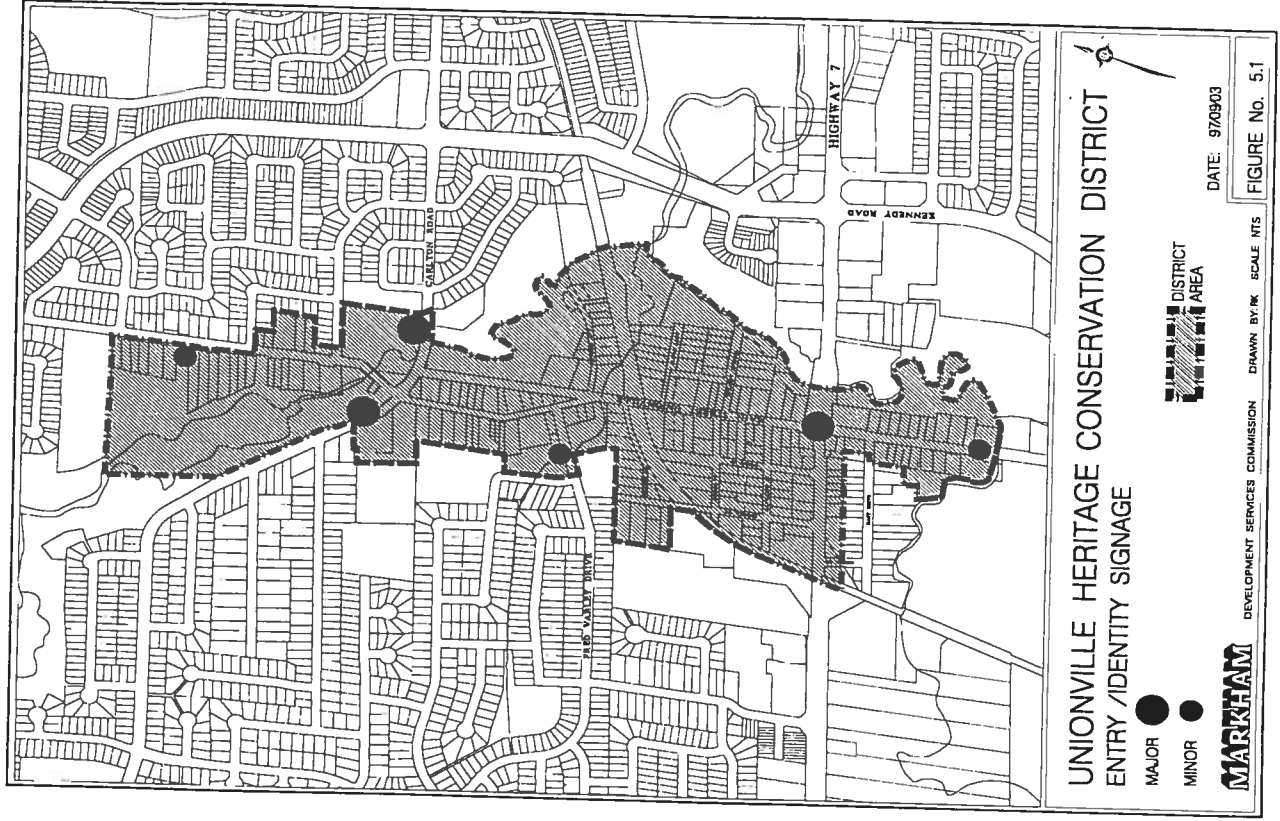 HIGHWAY 7
KENNEDY ROAD
CARLTON ROAD
FRED VARLEY DRIVE
UNIONVILLE HERITAGE CONSERVATION DISTRICT
ENTRY /IDENTITY SIGNAGE
MAJOR
MINOR
DISTRICT
AREA
DATE: 97/09/03
MARKHAM
DEVELOPMENT SERVICES COMMISSION
DRAWN BY: RK
SCALE NTS
FIGURE No. 5.1